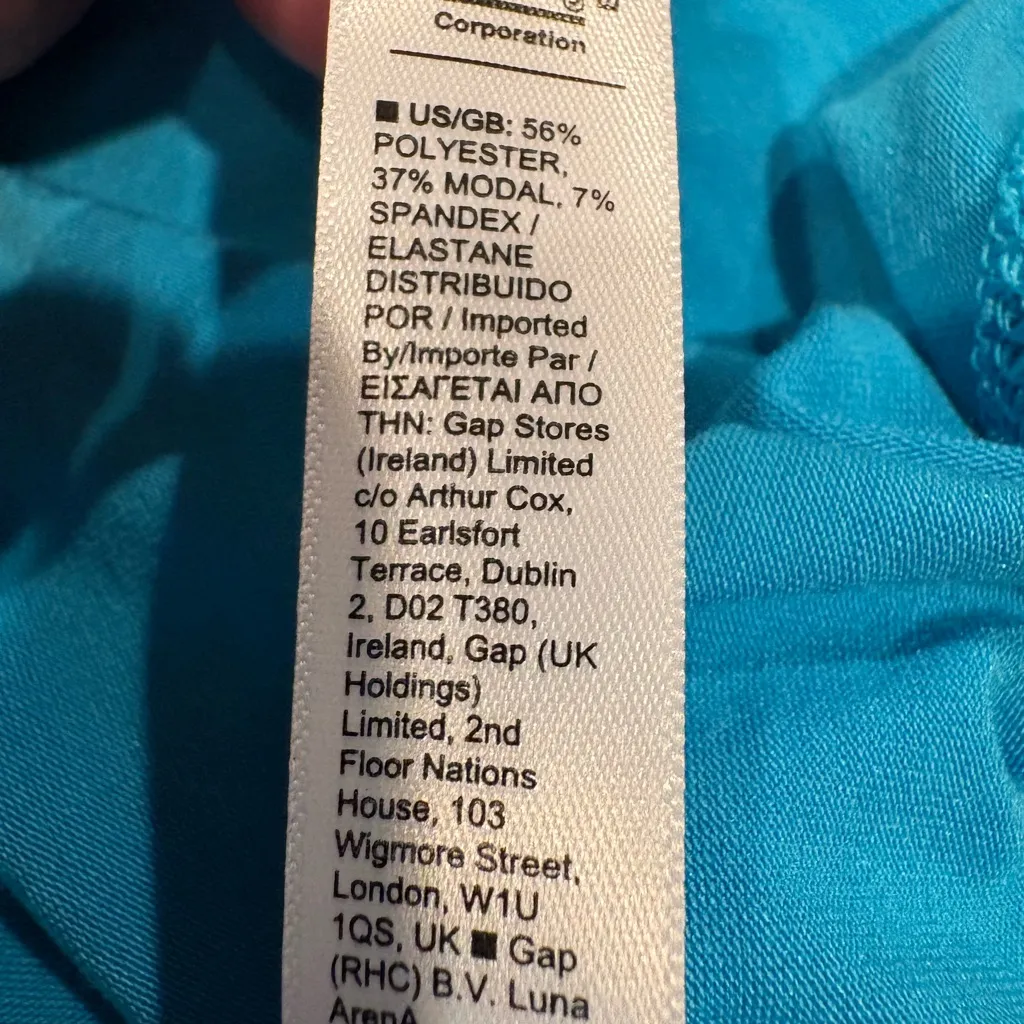 Corporation
■ US/GB: 56%
POLYESTER,
37% MODAL, 7%
SPANDEX /
ELASTANE
DISTRIBUIDO
POR / Imported
By/Importe Par /
ΕΙΣΑΓΕΤΑΙ ΑΠΟ
ΤΗΝ: Gap Stores
(Ireland) Limited
c/o Arthur Cox,
10 Earlsfort
Terrace, Dublin
2, D02 T380,
Ireland, Gap (UK
Holdings)
Limited, 2nd
Floor Nations
House, 103
Wigmore Street,
London, W1U
1QS, UK ■ Gap
(RHC) B.V. Luna
ArenA